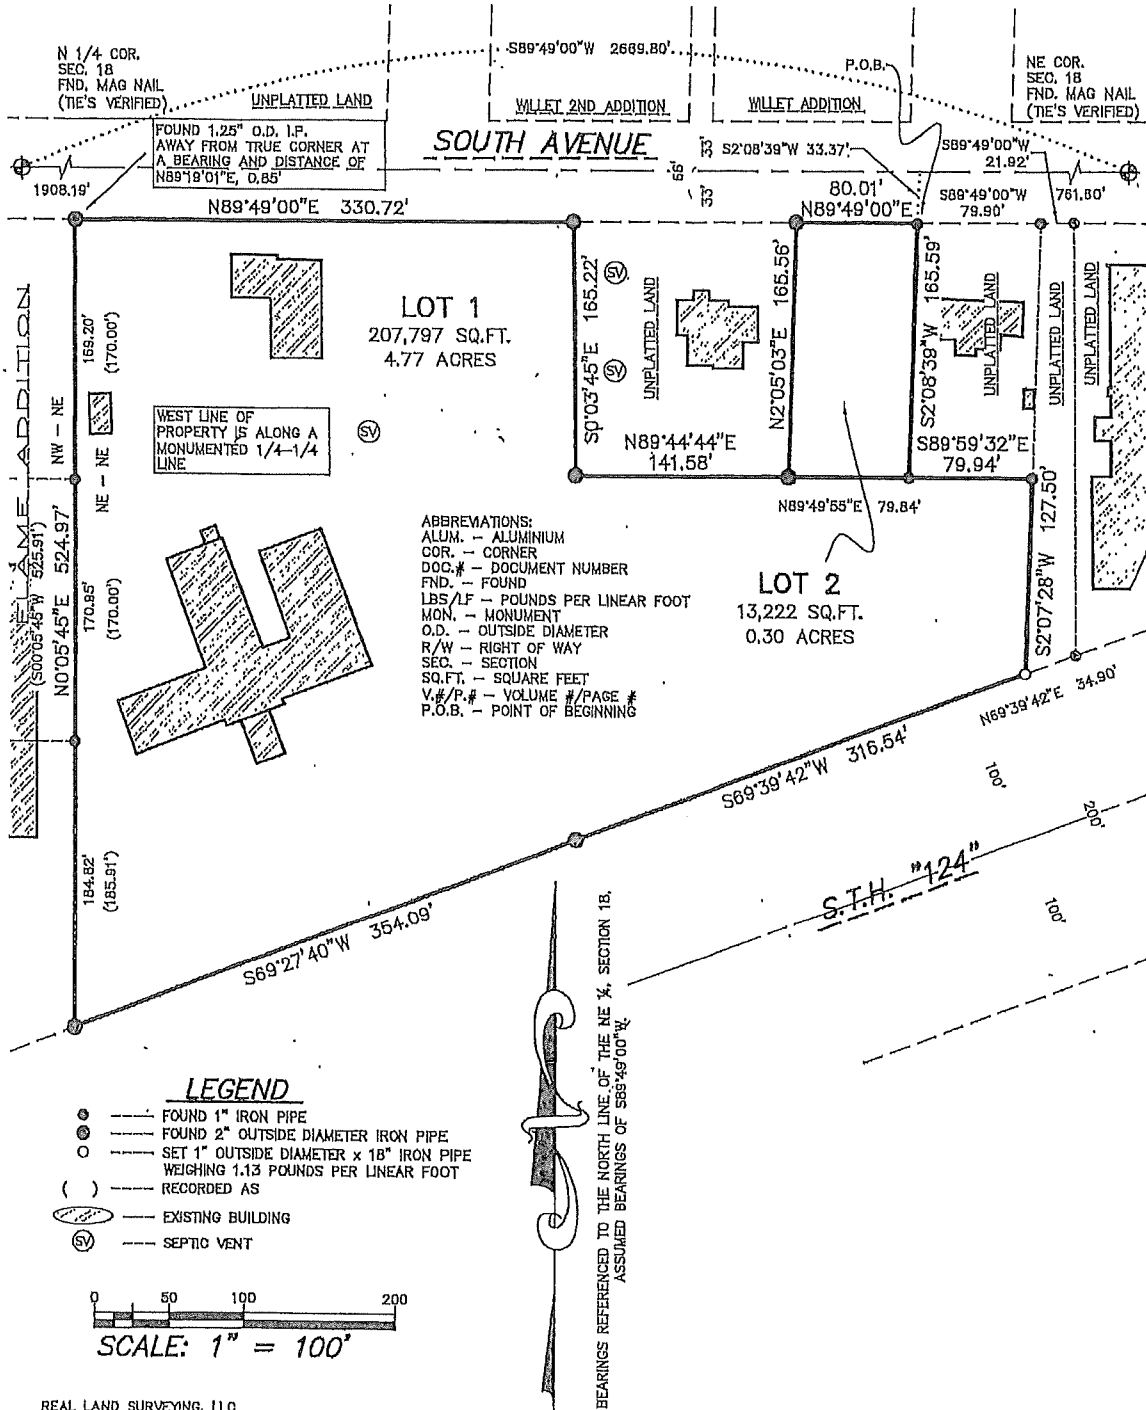 S89°49'00"W 2669.80'
N 1/4 COR.
SEC. 18
FND. MAG NAIL
(TIE'S VERIFIED)
UNPLATTED LAND
WILLET 2ND ADDITION
WILLET ADDITION
P.O.B.
NE COR.
SEC. 18
FND. MAG NAIL
(TIE'S VERIFIED)
FOUND 1.25" O.D. I.P.
AWAY FROM TRUE CORNER AT
A BEARING AND DISTANCE OF
N89°19'01"E, 0.85'
SOUTH AVENUE
66'
33'
33'
S2°08'39"W 33.37'
S89°49'00"W
21.92'
1908.19'
N89°49'00"E 330.72'
80.01'
N89°49'00"E
S89°49'00"W
79.90'
761.80'
LOT 1
207,797 SQ.FT.
4.77 ACRES
S0°03'45"E 165.22'
SV
SV
UNPLATTED LAND
N2°05'03"E 165.56'
S2°08'39"W 165.59'
UNPLATTED LAND
UNPLATTED LAND
UNPLATTED LAND
169.20'
(170.00')
WEST LINE OF
PROPERTY IS ALONG A
MONUMENTED 1/4-1/4
LINE
SV
NW - NE
NE - NE
N89°44'44"E
141.58'
S89°59'32"E
79.94'
N89°49'55"E 79.84'
FLAME ADDITION
(S00°05'45"W 525.91')
N0°05'45"E 524.97'
170.95'
(170.00')
ABBREVIATIONS:
ALUM. - ALUMINIUM
COR. - CORNER
DOC.# - DOCUMENT NUMBER
FND. - FOUND
LBS/LF - POUNDS PER LINEAR FOOT
MON. - MONUMENT
O.D. - OUTSIDE DIAMETER
R/W - RIGHT OF WAY
SEC. - SECTION
SQ.FT. - SQUARE FEET
V.#/P.# - VOLUME #/PAGE #
P.O.B. - POINT OF BEGINNING
LOT 2
13,222 SQ.FT.
0.30 ACRES
S2°07'28"W 127.50'
N69°39'42"E 34.90'
S69°39'42"W 316.54'
100'
200'
100'
S.T.H. "124"
184.82'
(185.91')
S69°27'40"W 354.09'
BEARINGS REFERENCED TO THE NORTH LINE OF THE NE ¼, SECTION 18,
ASSUMED BEARINGS OF S89°49'00"W.
LEGEND
FOUND 1" IRON PIPE
FOUND 2" OUTSIDE DIAMETER IRON PIPE
SET 1" OUTSIDE DIAMETER x 18" IRON PIPE
WEIGHING 1.13 POUNDS PER LINEAR FOOT
( ) RECORDED AS
EXISTING BUILDING
SV SEPTIC VENT
0 50 100 200
SCALE: 1" = 100'
REAL LAND SURVEYING, LLC